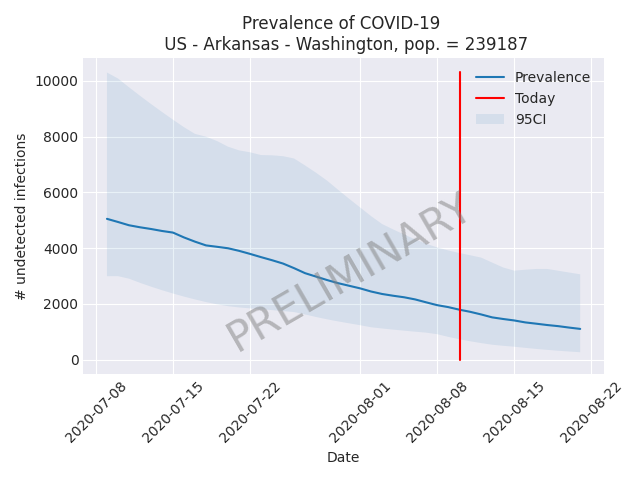 Prevalence of COVID-19
US - Arkansas - Washington, pop. = 239187
Prevalence
Today
95CI
PRELIMINARY
# undetected infections
10000
8000
6000
4000
2000
0
2020-07-08
2020-07-15
2020-07-22
2020-08-01
2020-08-08
2020-08-15
2020-08-22
Date